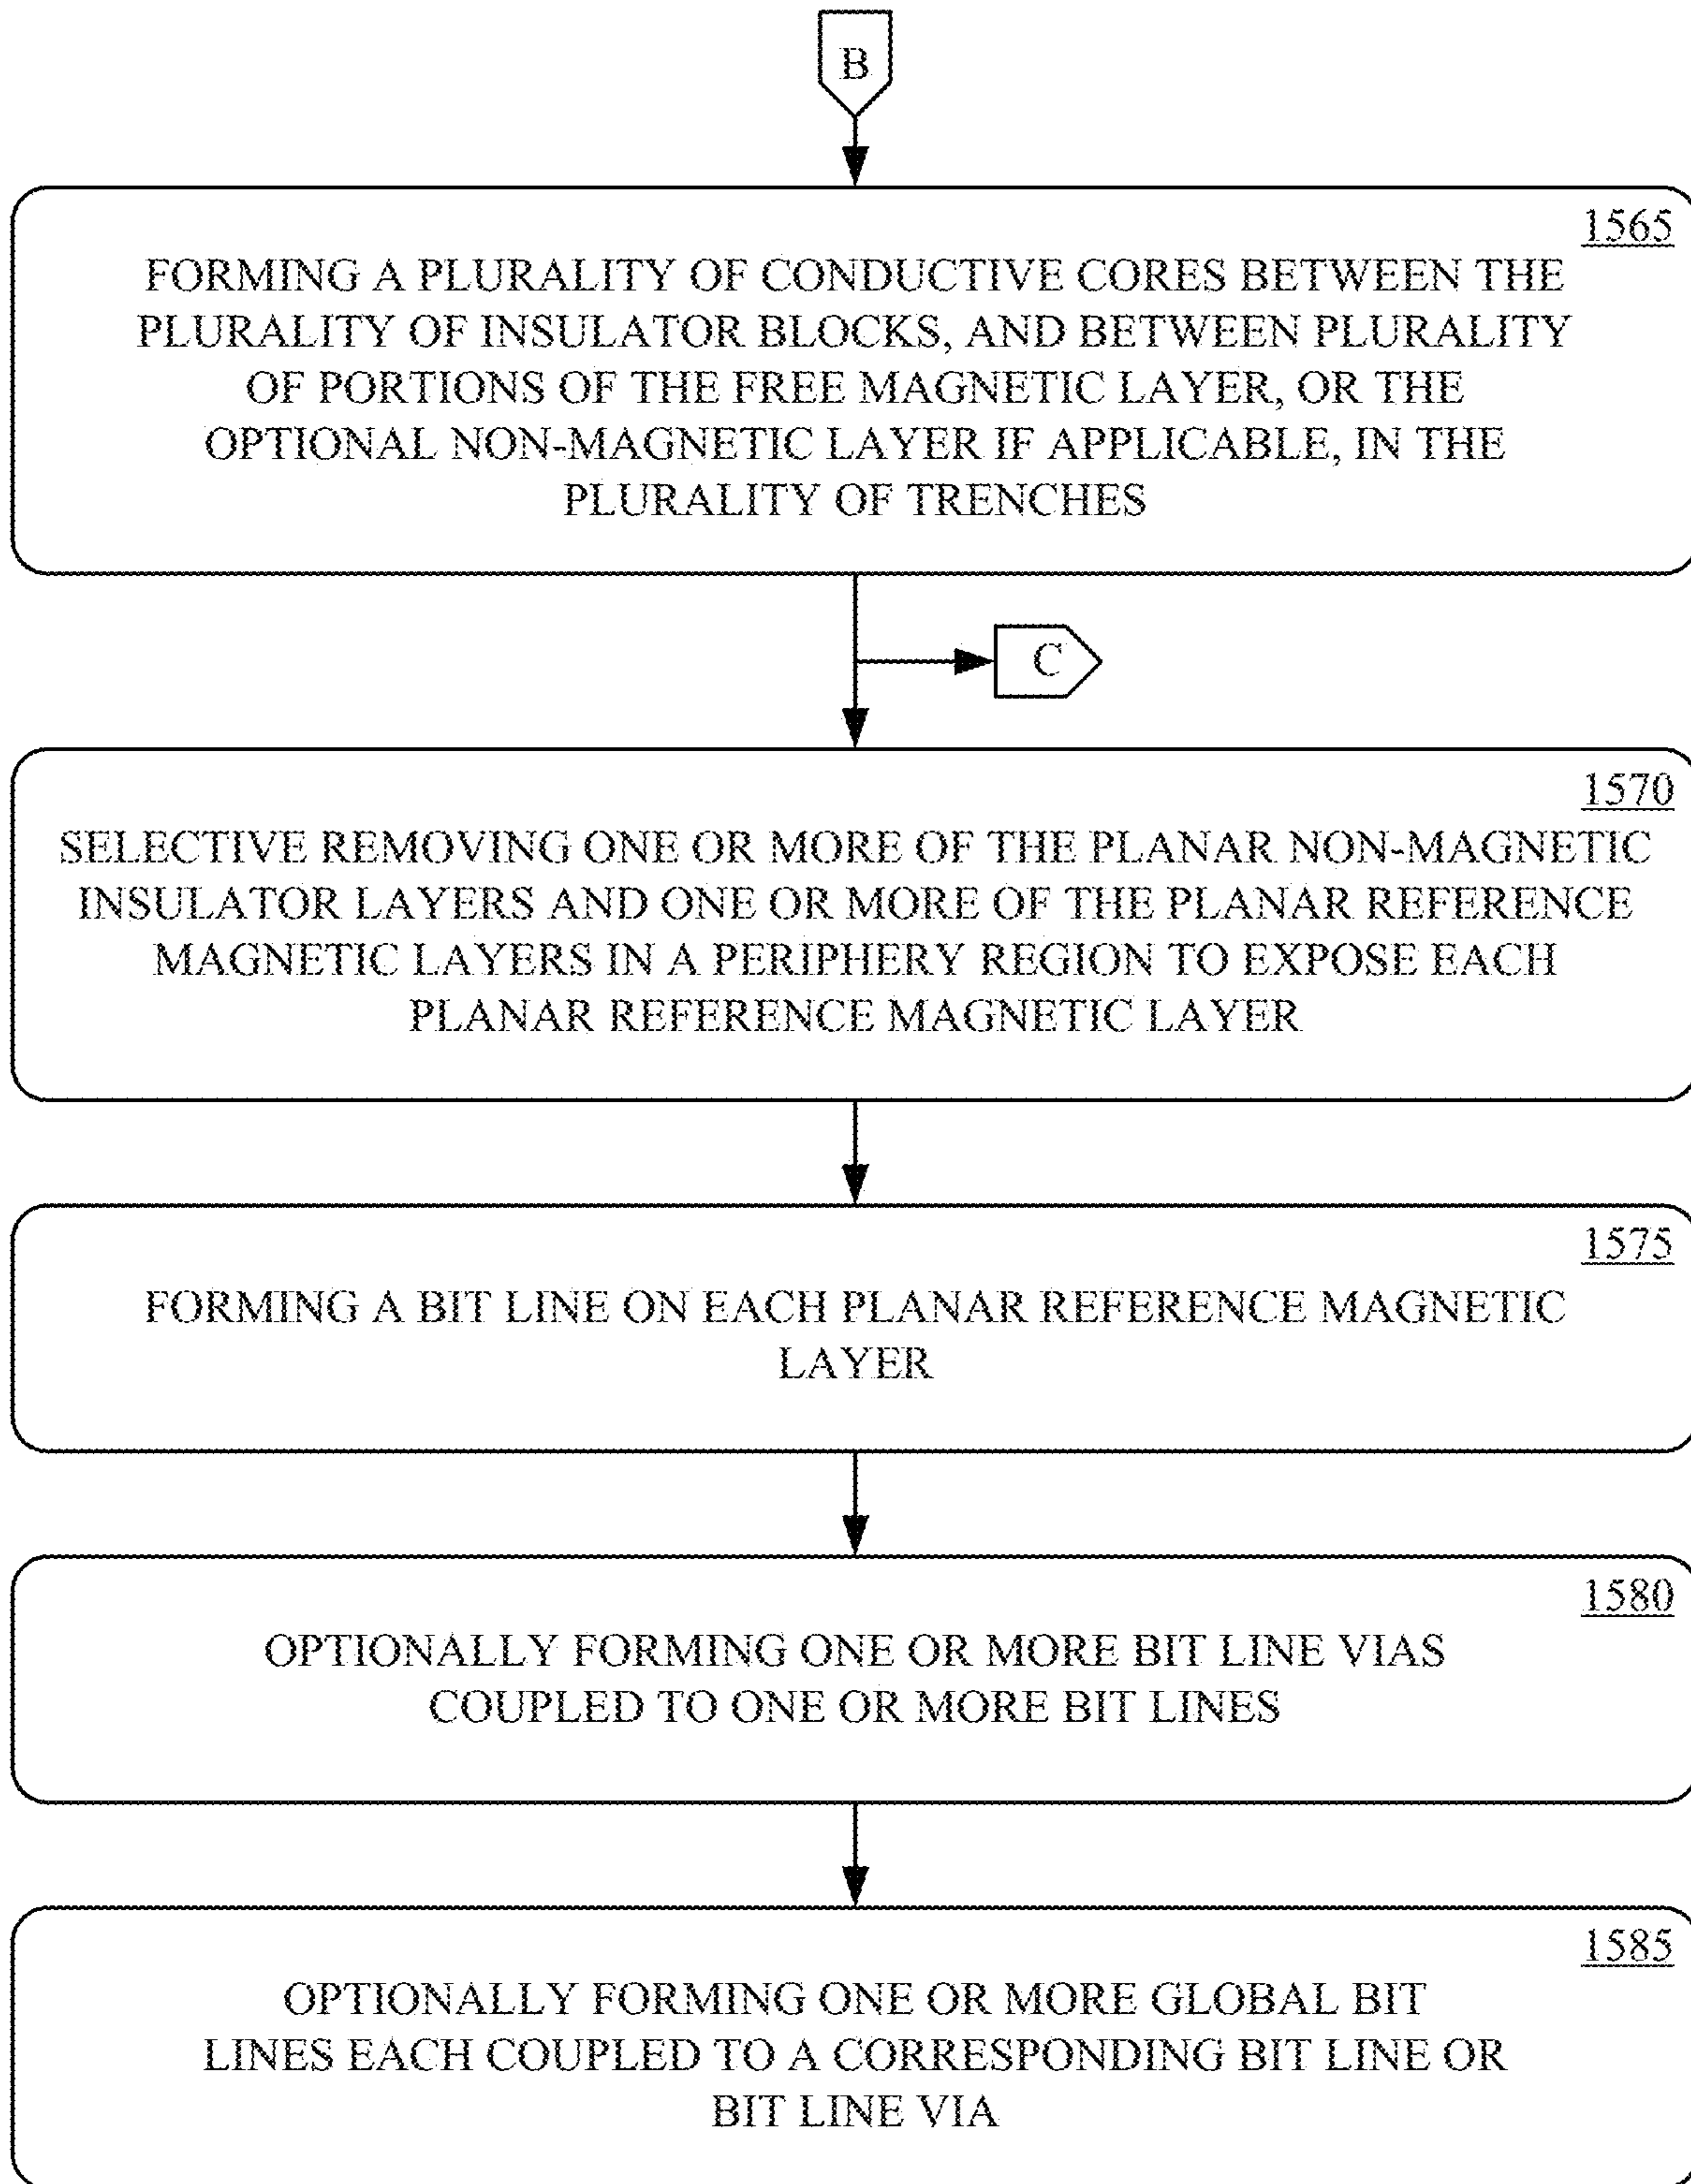 B
1565
FORMING A PLURALITY OF CONDUCTIVE CORES BETWEEN THE
PLURALITY OF INSULATOR BLOCKS, AND BETWEEN PLURALITY
OF PORTIONS OF THE FREE MAGNETIC LAYER, OR THE
OPTIONAL NON-MAGNETIC LAYER IF APPLICABLE, IN THE
PLURALITY OF TRENCHES
C
1570
SELECTIVE REMOVING ONE OR MORE OF THE PLANAR NON-MAGNETIC
INSULATOR LAYERS AND ONE OR MORE OF THE PLANAR REFERENCE
MAGNETIC LAYERS IN A PERIPHERY REGION TO EXPOSE EACH
PLANAR REFERENCE MAGNETIC LAYER
1575
FORMING A BIT LINE ON EACH PLANAR REFERENCE MAGNETIC
LAYER
1580
OPTIONALLY FORMING ONE OR MORE BIT LINE VIAS
COUPLED TO ONE OR MORE BIT LINES
1585
OPTIONALLY FORMING ONE OR MORE GLOBAL BIT
LINES EACH COUPLED TO A CORRESPONDING BIT LINE OR
BIT LINE VIA